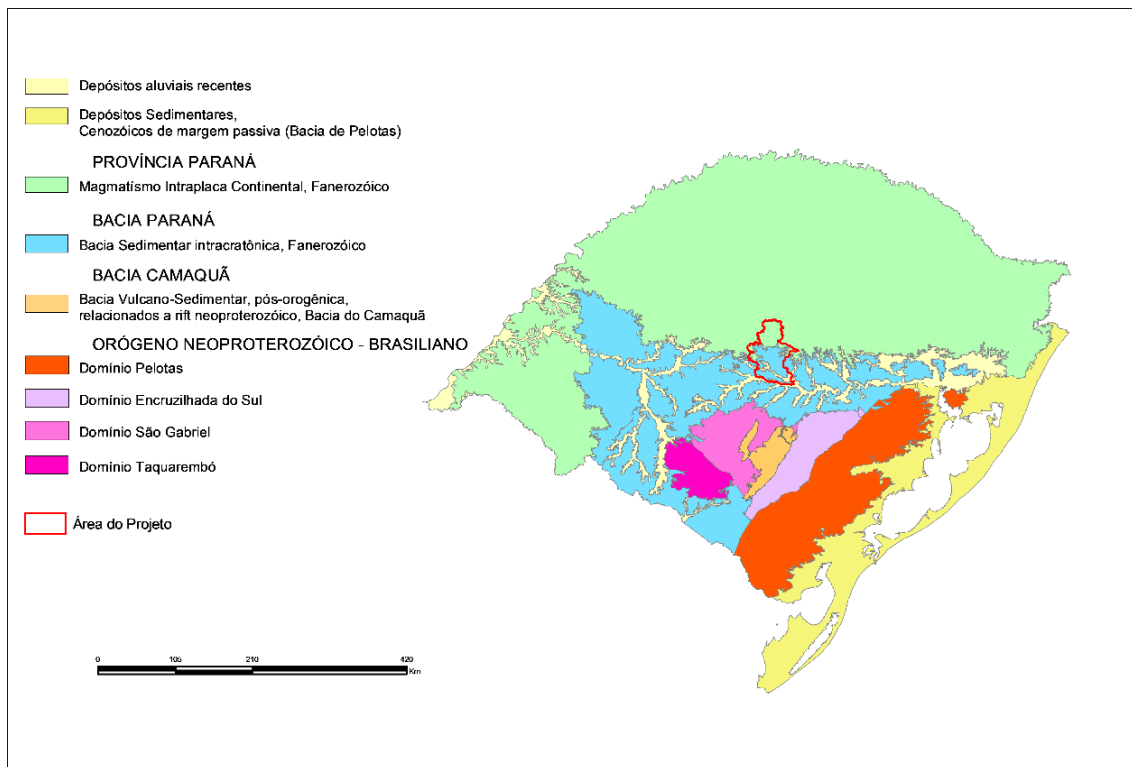 Depósitos aluviais recentes
Depósitos Sedimentares,
Cenozóicos de margem passiva (Bacia de Pelotas)
PROVÍNCIA PARANÁ
Magmatísmo Intraplaca Continental, Fanerozóico
BACIA PARANÁ
Bacia Sedimentar intracratônica, Fanerozóico
BACIA CAMAQUÃ
Bacia Vulcano-Sedimentar, pós-orogênica,
relacionados a rift neoproterozóico, Bacia do Camaquã
ORÓGENO NEOPROTEROZÓICO - BRASILIANO
Domínio Pelotas
Domínio Encruzilhada do Sul
Domínio São Gabriel
Domínio Taquarembó
Área do Projeto
0 105 210 420
Km